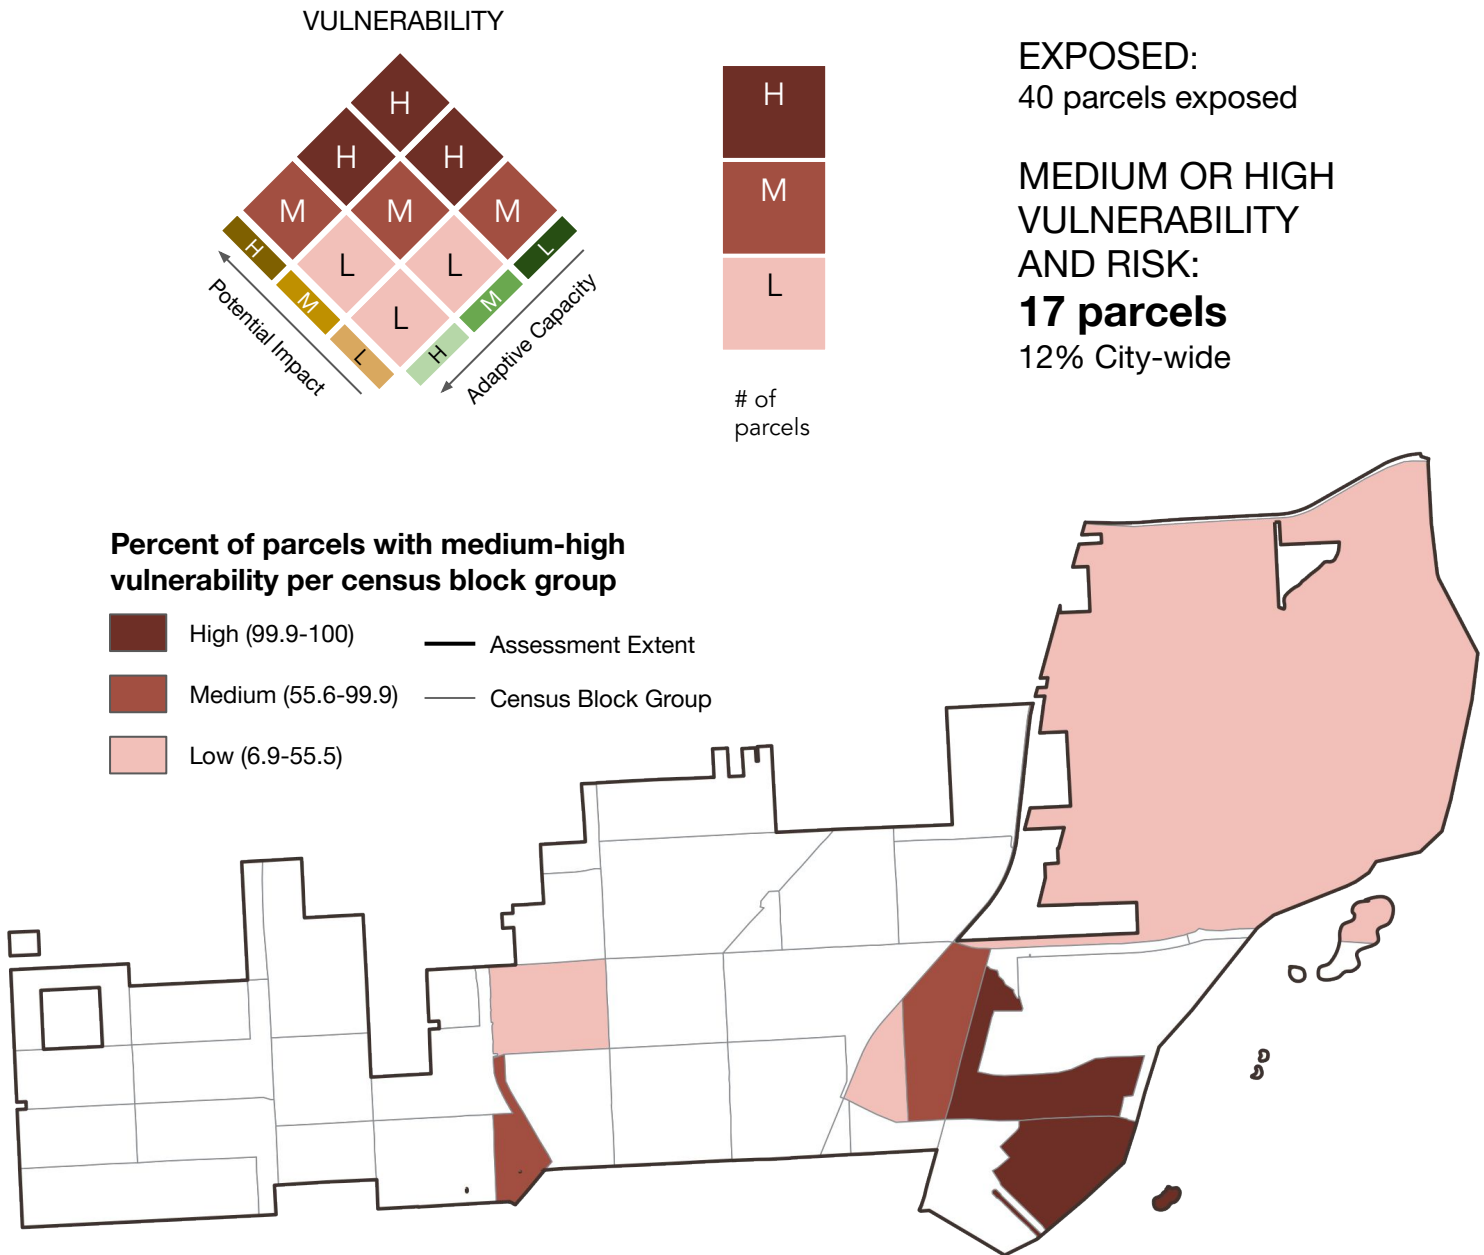 VULNERABILITY
H
H
H
M
M
M
L
L
L
H
M
L
L
M
H
Potential Impact
Adaptive Capacity
H
M
L
# of
parcels
EXPOSED:
40 parcels exposed
MEDIUM OR HIGH
VULNERABILITY
AND RISK:
17 parcels
12% City-wide
Percent of parcels with medium-high
vulnerability per census block group
High (99.9-100)
Medium (55.6-99.9)
Low (6.9-55.5)
Assessment Extent
Census Block Group